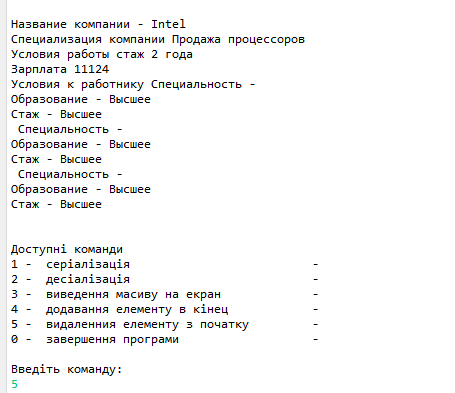 Название компании - Intel
Специализация компании Продажа процессоров
Условия работы стаж 2 года
Зарплата 11124
Условия к работнику Специальность -
Образование - Высшее
Стаж - Высшее
Специальность -
Образование - Высшее
Стаж - Высшее
Специальность -
Образование - Высшее
Стаж - Высшее
Доступні команди
1 - серіалізація -
2 - десіалізація -
3 - виведення масиву на екран -
4 - додавання елементу в кінец -
5 - видаленния елементу з початку -
0 - завершення програми -
Введіть команду:
5